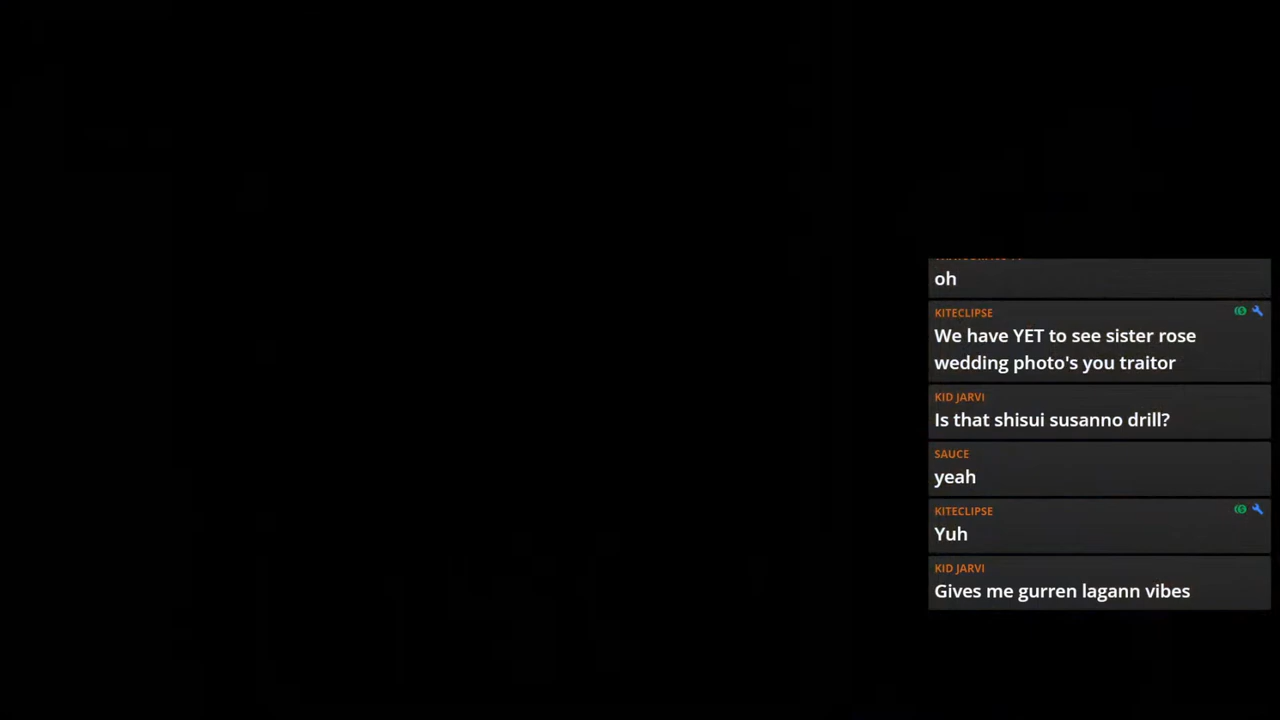 oh
KITECLIPSE
We have YET to see sister rose
wedding photo's you traitor
KID JARVI
Is that shisui susanno drill?
SAUCE
yeah
KITECLIPSE
Yuh
KID JARVI
Gives me gurren lagann vibes